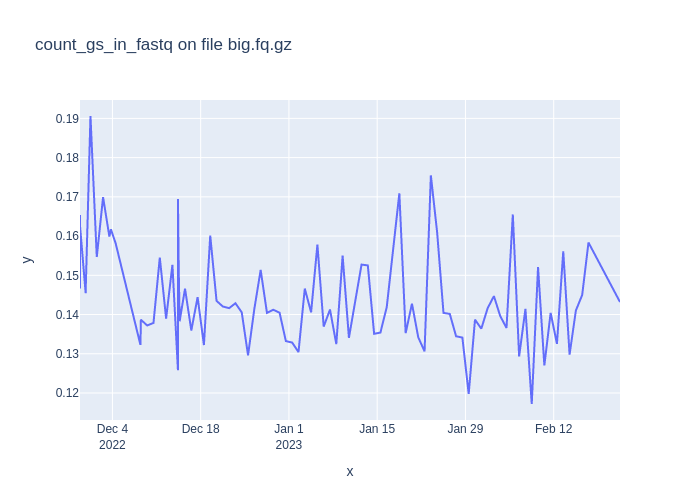 count_gs_in_fastq on file big.fq.gz
0.19
0.18
0.17
0.16
0.15
0.14
0.13
0.12
y
Dec 4
2022
Dec 18
Jan 1
2023
Jan 15
Jan 29
Feb 12
x